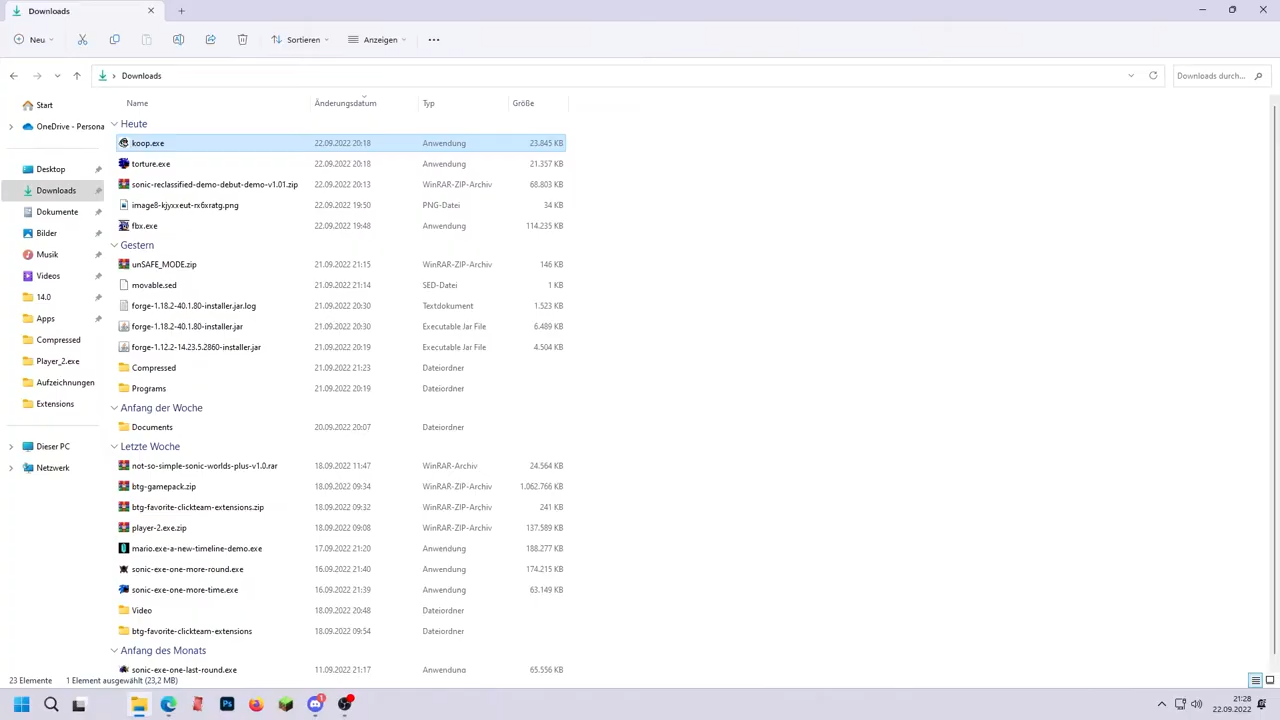 Downloads
Neu
Sortieren
Anzeigen
Downloads
Downloads durch...
Name Änderungsdatum Typ Größe
Start
OneDrive - Persona
Desktop
Downloads
Dokumente
Bilder
Musik
Videos
14.0
Apps
Compressed
Player_2.exe
Aufzeichnungen
Extensions
Dieser PC
Netzwerk
Heute
koop.exe 22.09.2022 20:18 Anwendung 23.845 KB
torture.exe 22.09.2022 20:18 Anwendung 21.357 KB
sonic-reclassified-demo-debut-demo-v1.01.zip 22.09.2022 20:13 WinRAR-ZIP-Archiv 68.803 KB
image8-kjyxxeut-rx6xratg.png 22.09.2022 19:50 PNG-Datei 34 KB
fbx.exe 22.09.2022 19:48 Anwendung 114.235 KB
Gestern
unSAFE_MODE.zip 21.09.2022 21:15 WinRAR-ZIP-Archiv 146 KB
movable.sed 21.09.2022 21:14 SED-Datei 1 KB
forge-1.18.2-40.1.80-installer.jar.log 21.09.2022 20:30 Textdokument 1.523 KB
forge-1.18.2-40.1.80-installer.jar 21.09.2022 20:30 Executable Jar File 6.489 KB
forge-1.12.2-14.23.5.2860-installer.jar 21.09.2022 20:19 Executable Jar File 4.504 KB
Compressed 21.09.2022 21:23 Dateiordner
Programs 21.09.2022 20:19 Dateiordner
Anfang der Woche
Documents 20.09.2022 20:07 Dateiordner
Letzte Woche
not-so-simple-sonic-worlds-plus-v1.0.rar 18.09.2022 11:47 WinRAR-Archiv 24.564 KB
btg-gamepack.zip 18.09.2022 09:34 WinRAR-ZIP-Archiv 1.062.766 KB
btg-favorite-clickteam-extensions.zip 18.09.2022 09:32 WinRAR-ZIP-Archiv 241 KB
player-2.exe.zip 18.09.2022 09:08 WinRAR-ZIP-Archiv 137.589 KB
mario.exe-a-new-timeline-demo.exe 17.09.2022 21:20 Anwendung 188.277 KB
sonic-exe-one-more-round.exe 16.09.2022 21:40 Anwendung 174.215 KB
sonic-exe-one-more-time.exe 16.09.2022 21:39 Anwendung 63.149 KB
Video 18.09.2022 20:48 Dateiordner
btg-favorite-clickteam-extensions 18.09.2022 09:54 Dateiordner
Anfang des Monats
sonic-exe-one-last-round.exe 11.09.2022 21:17 Anwendung 65.556 KB
23 Elemente 1 Element ausgewählt (23,2 MB)
Ps
1
21:28
22.09.2022